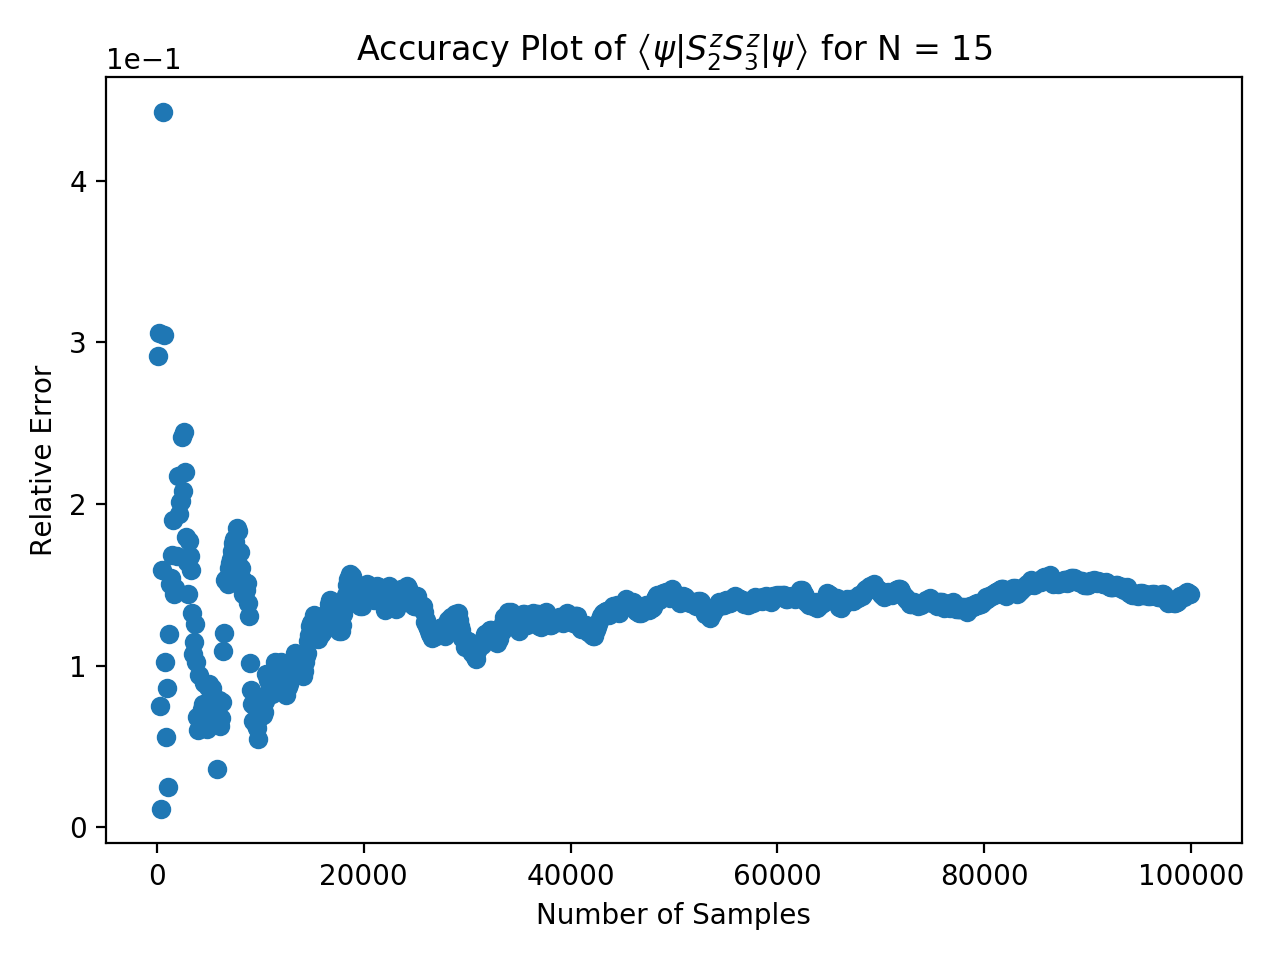 Accuracy Plot of ⟨ψ|S₂ᶻS₃ᶻ|ψ⟩ for N = 15
1e−1
4
3
2
1
0
Relative Error
0 20000 40000 60000 80000 100000
Number of Samples